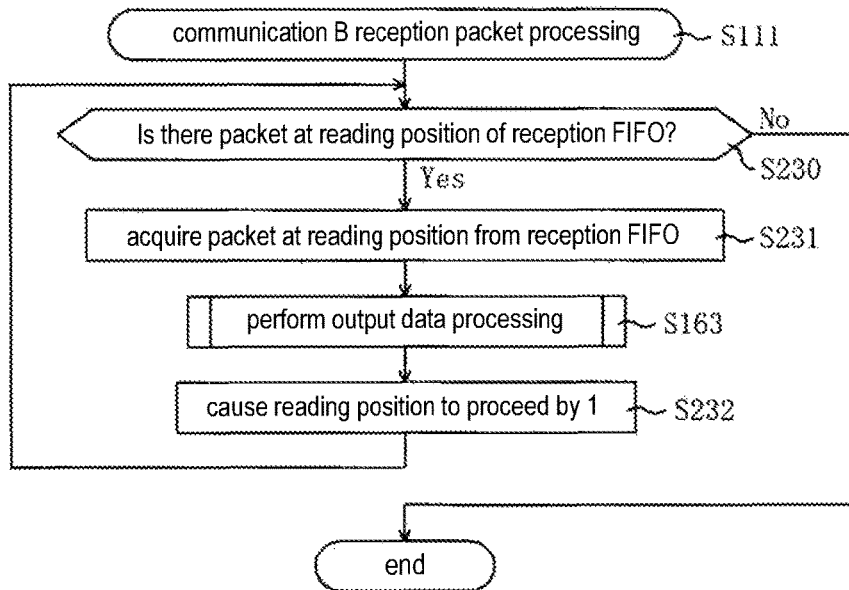 communication B reception packet processing S111
Is there packet at reading position of reception FIFO? No
S230
Yes
acquire packet at reading position from reception FIFO S231
perform output data processing S163
cause reading position to proceed by 1 S232
end